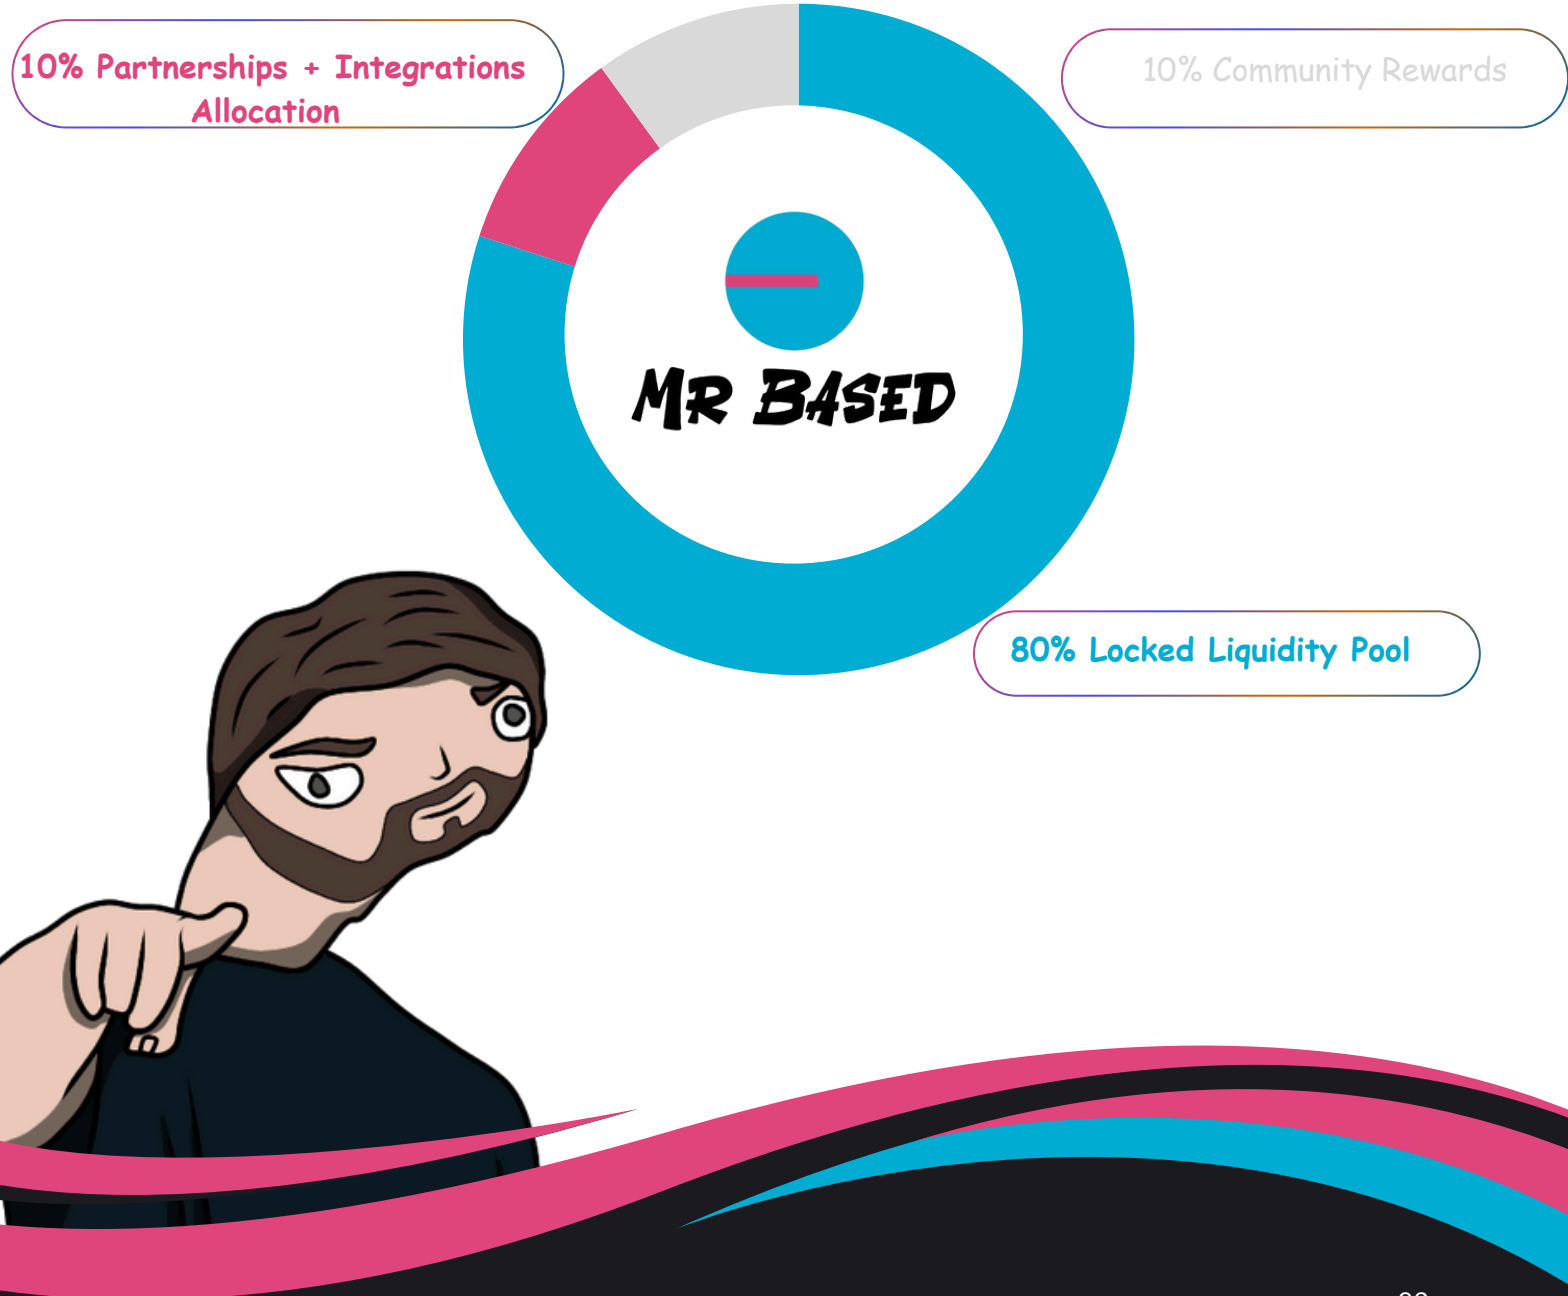 10% Partnerships + Integrations
Allocation
10% Community Rewards
MR BASED
80% Locked Liquidity Pool